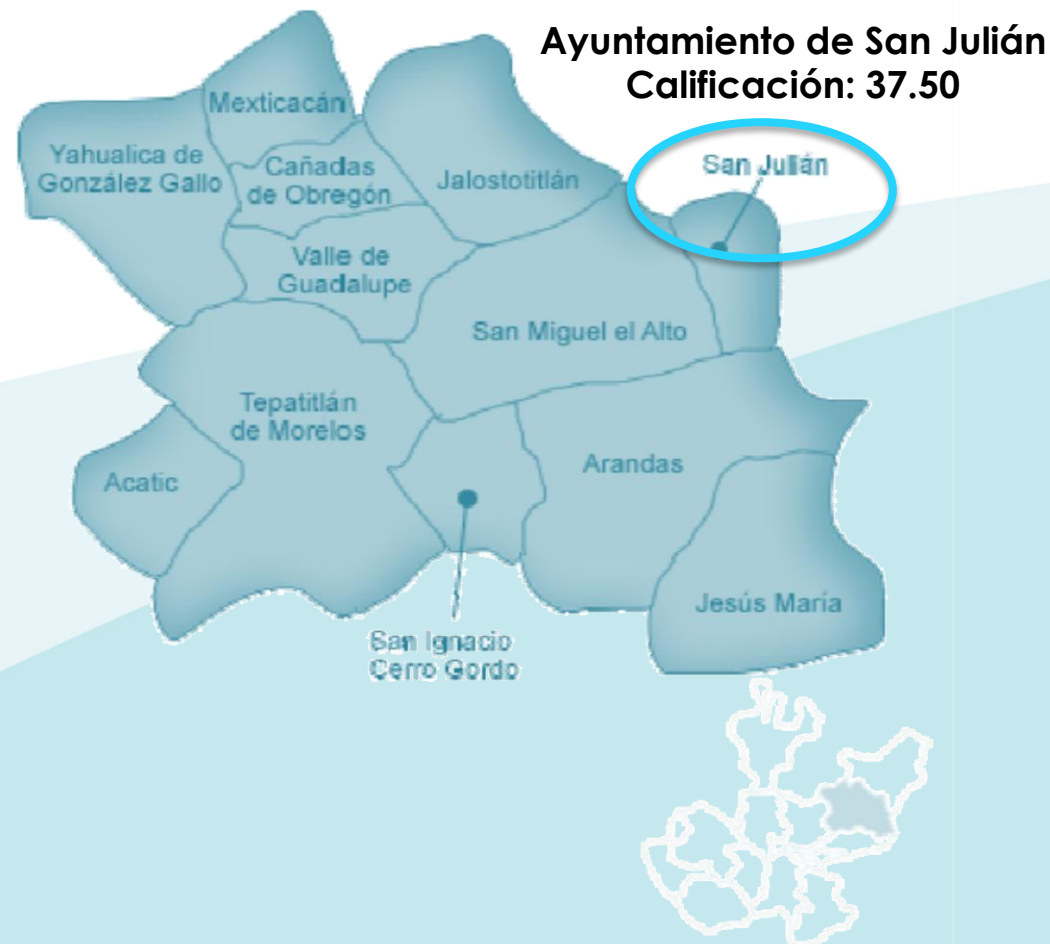 Ayuntamiento de San Julián
Calificación: 37.50
Mexticacán
Yahualica de
González Gallo
Cañadas
de Obregón
Jalostotitlán
San Julián
Valle de
Guadalupe
San Miguel el Alto
Tepatitlán
de Morelos
Arandas
Acatic
Jesús María
San Ignacio
Cerro Gordo